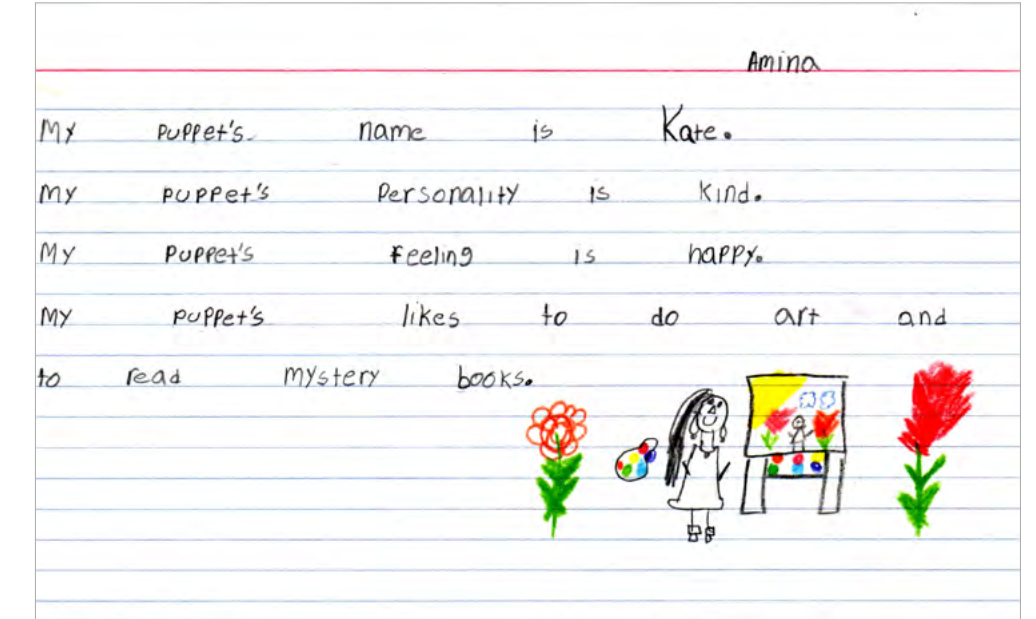 Amina
My puppet's name is Kate.
My puppet's Personality is kind.
My puppet's feeling is happy.
My puppet's likes to do art and
to read mystery books.